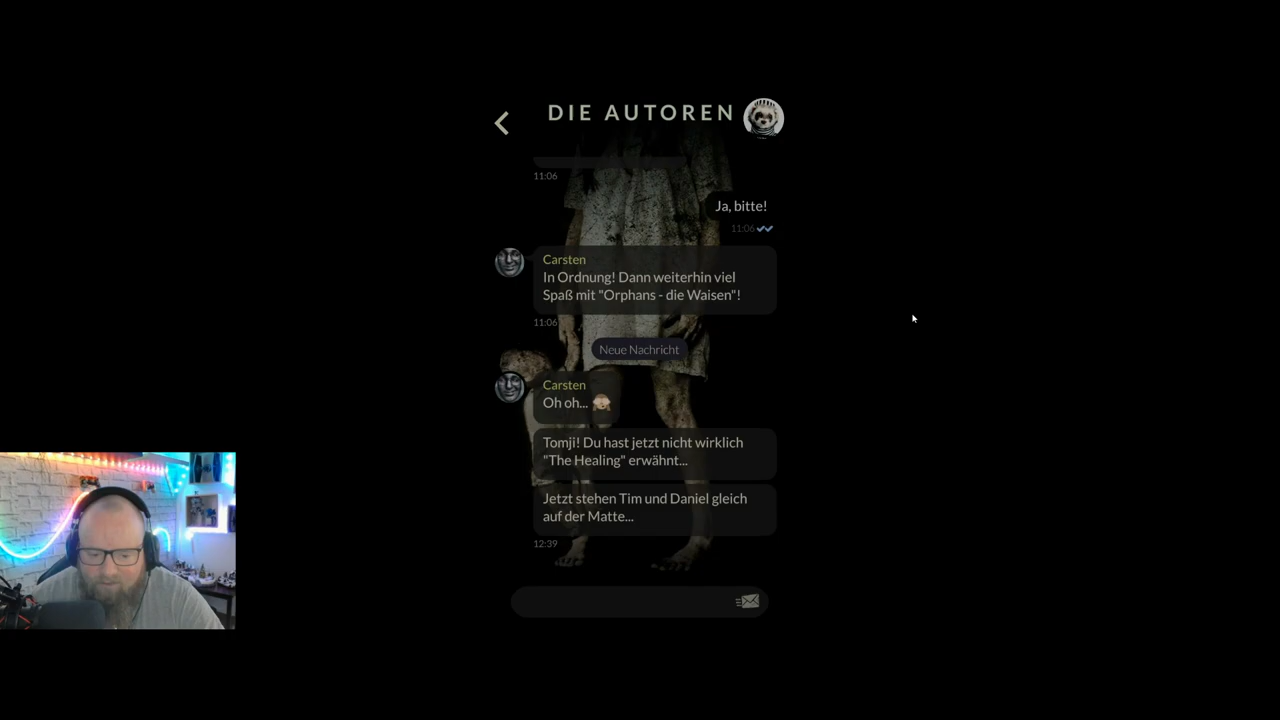 DIE AUTOREN
11:06
Ja, bitte!
11:06
Carsten
In Ordnung! Dann weiterhin viel
Spaß mit "Orphans - die Waisen"!
11:06
Neue Nachricht
Carsten
Oh oh...
Tomji! Du hast jetzt nicht wirklich
"The Healing" erwähnt...
Jetzt stehen Tim und Daniel gleich
auf der Matte...
12:39